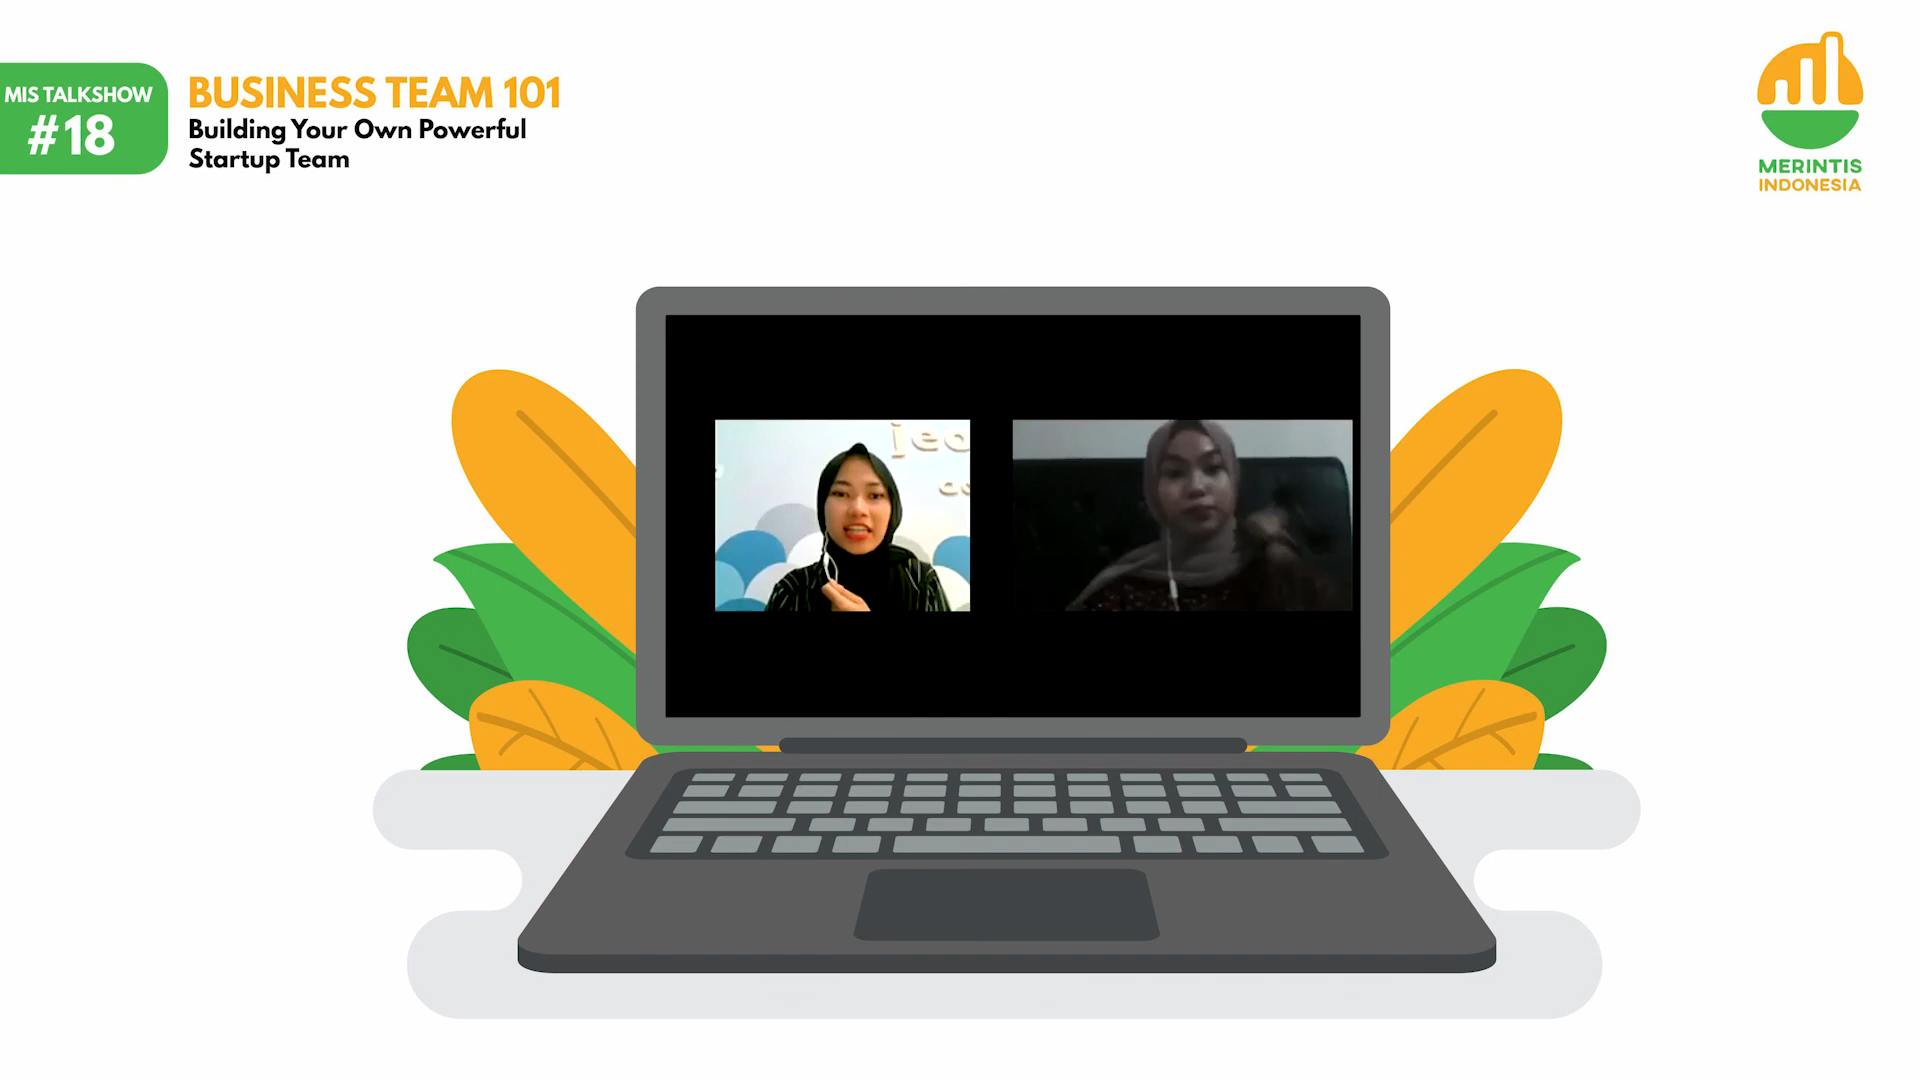 MIS TALKSHOW
#18
BUSINESS TEAM 101
Building Your Own Powerful
Startup Team
MERINTIS
INDONESIA